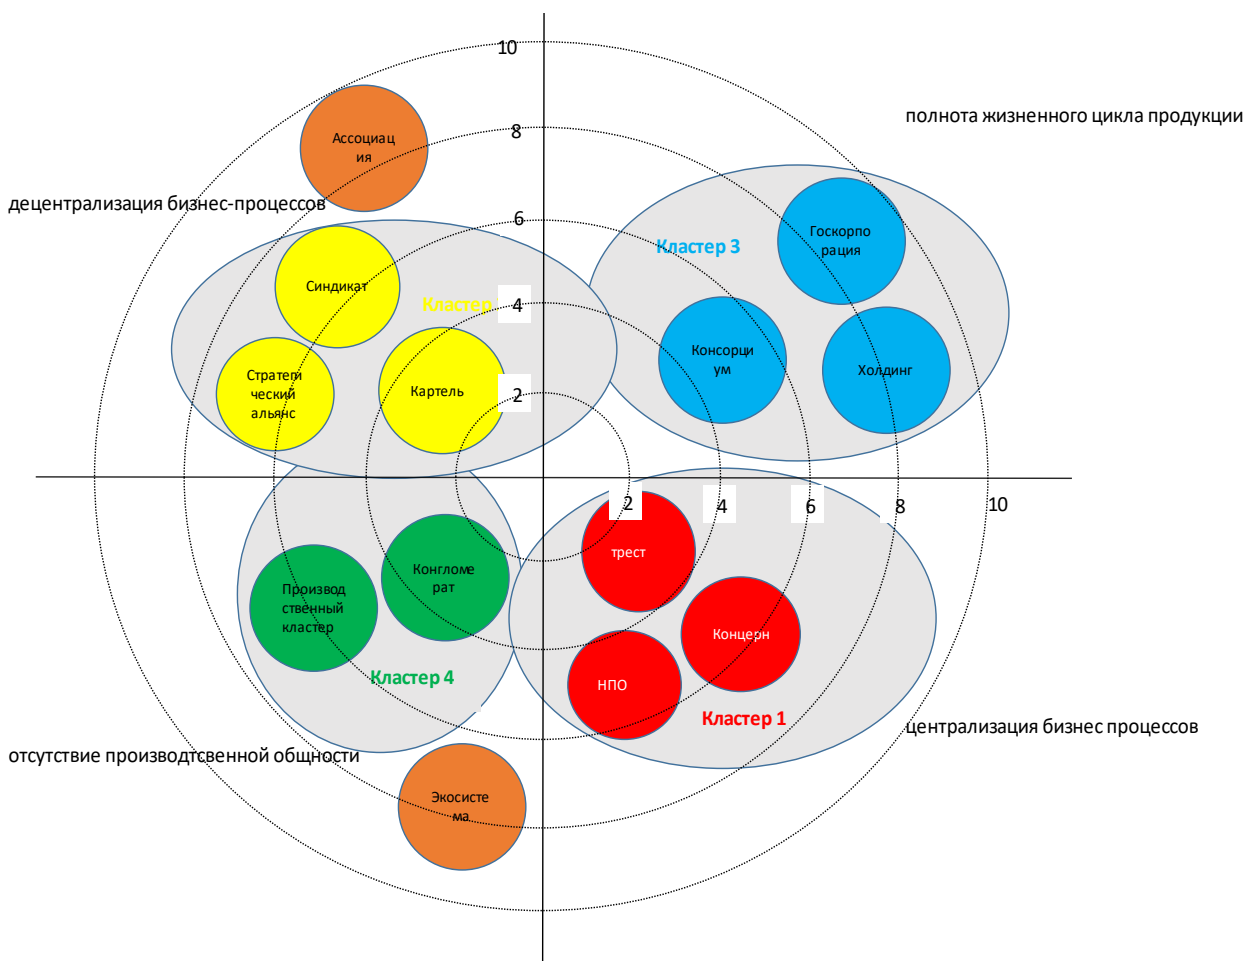 10
полнота жизненного цикла продукции
8
Ассоциац
ия
децентрализация бизнес-процессов
6
Госкорпо
рация
Кластер 3
Синдикат
Кластер
4
Консорци
ум
Холдинг
Стратеги
ческий
альянс
Картель
2
2
4
6
8
10
трест
Конгломе
рат
Производ
ственный
кластер
Концерн
Кластер 4
НПО
Кластер 1
централизация бизнес процессов
отсутствие производтсвенной общности
Экосисте
ма